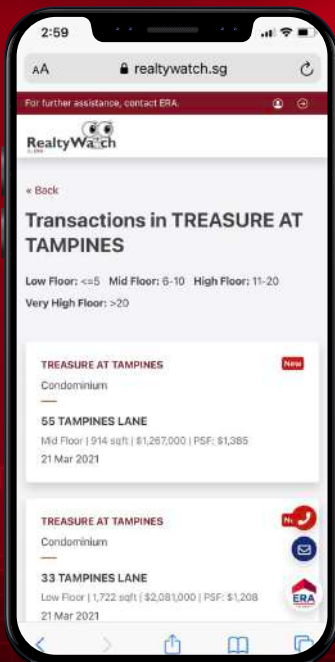 2:59
AA realtywatch.sg
For further assistance, contact ERA.
RealtyWatch
« Back
Transactions in TREASURE AT
TAMPINES
Low Floor: <=5 Mid Floor: 6-10 High Floor: 11-20
Very High Floor: >20
TREASURE AT TAMPINES New
Condominium
55 TAMPINES LANE
Mid Floor | 914 sqft | $1,267,000 | PSF: $1,385
21 Mar 2021
TREASURE AT TAMPINES
Condominium
33 TAMPINES LANE
Low Floor | 1,722 sqft | $2,081,000 | PSF: $1,208
ERA
21 Mar 2021